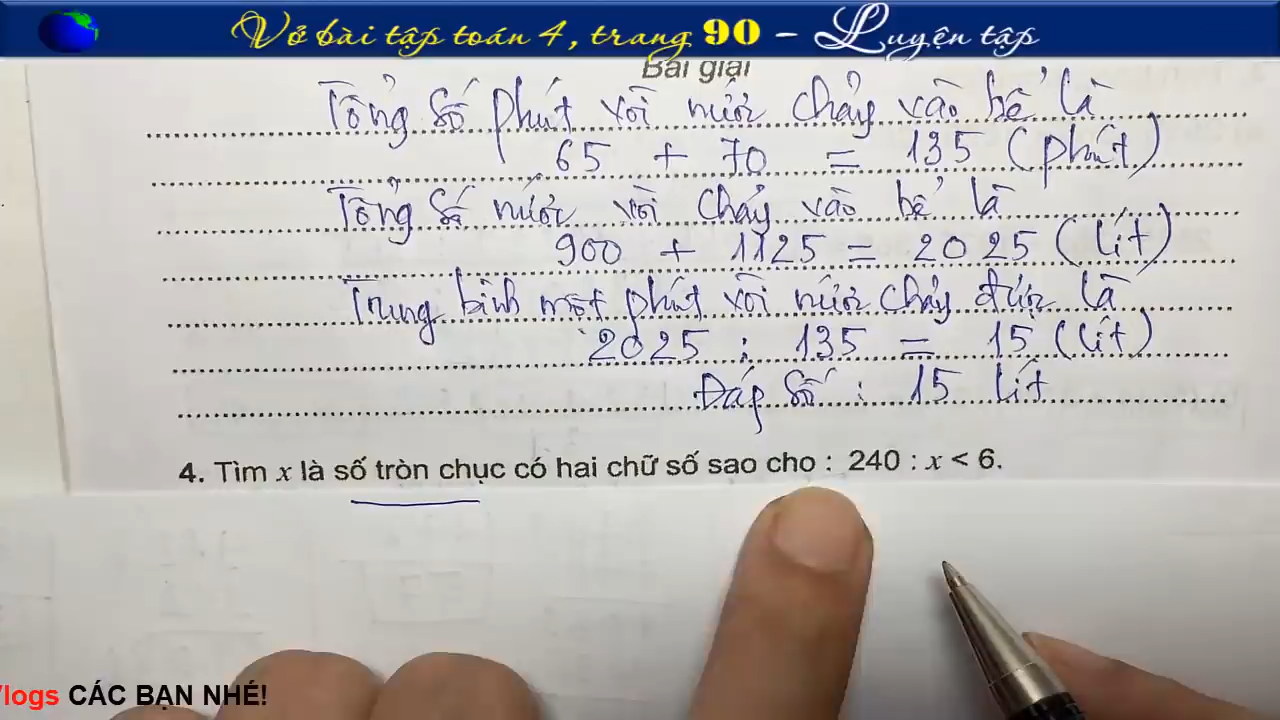 Vở bài tập toán 4, trang 90 – Luyện tập
Bài giải
Tổng số phút vòi nước chảy vào bể là
65 + 70 = 135 (phút)
Tổng số nước vòi chảy vào bể là
900 + 1125 = 2025 (lít)
Trung bình một phút vòi nước chảy được là
2025 : 135 = 15 (lít)
Đáp số : 15 lít
4. Tìm x là số tròn chục có hai chữ số sao cho : 240 : x < 6.
Vlogs CÁC BẠN NHÉ!